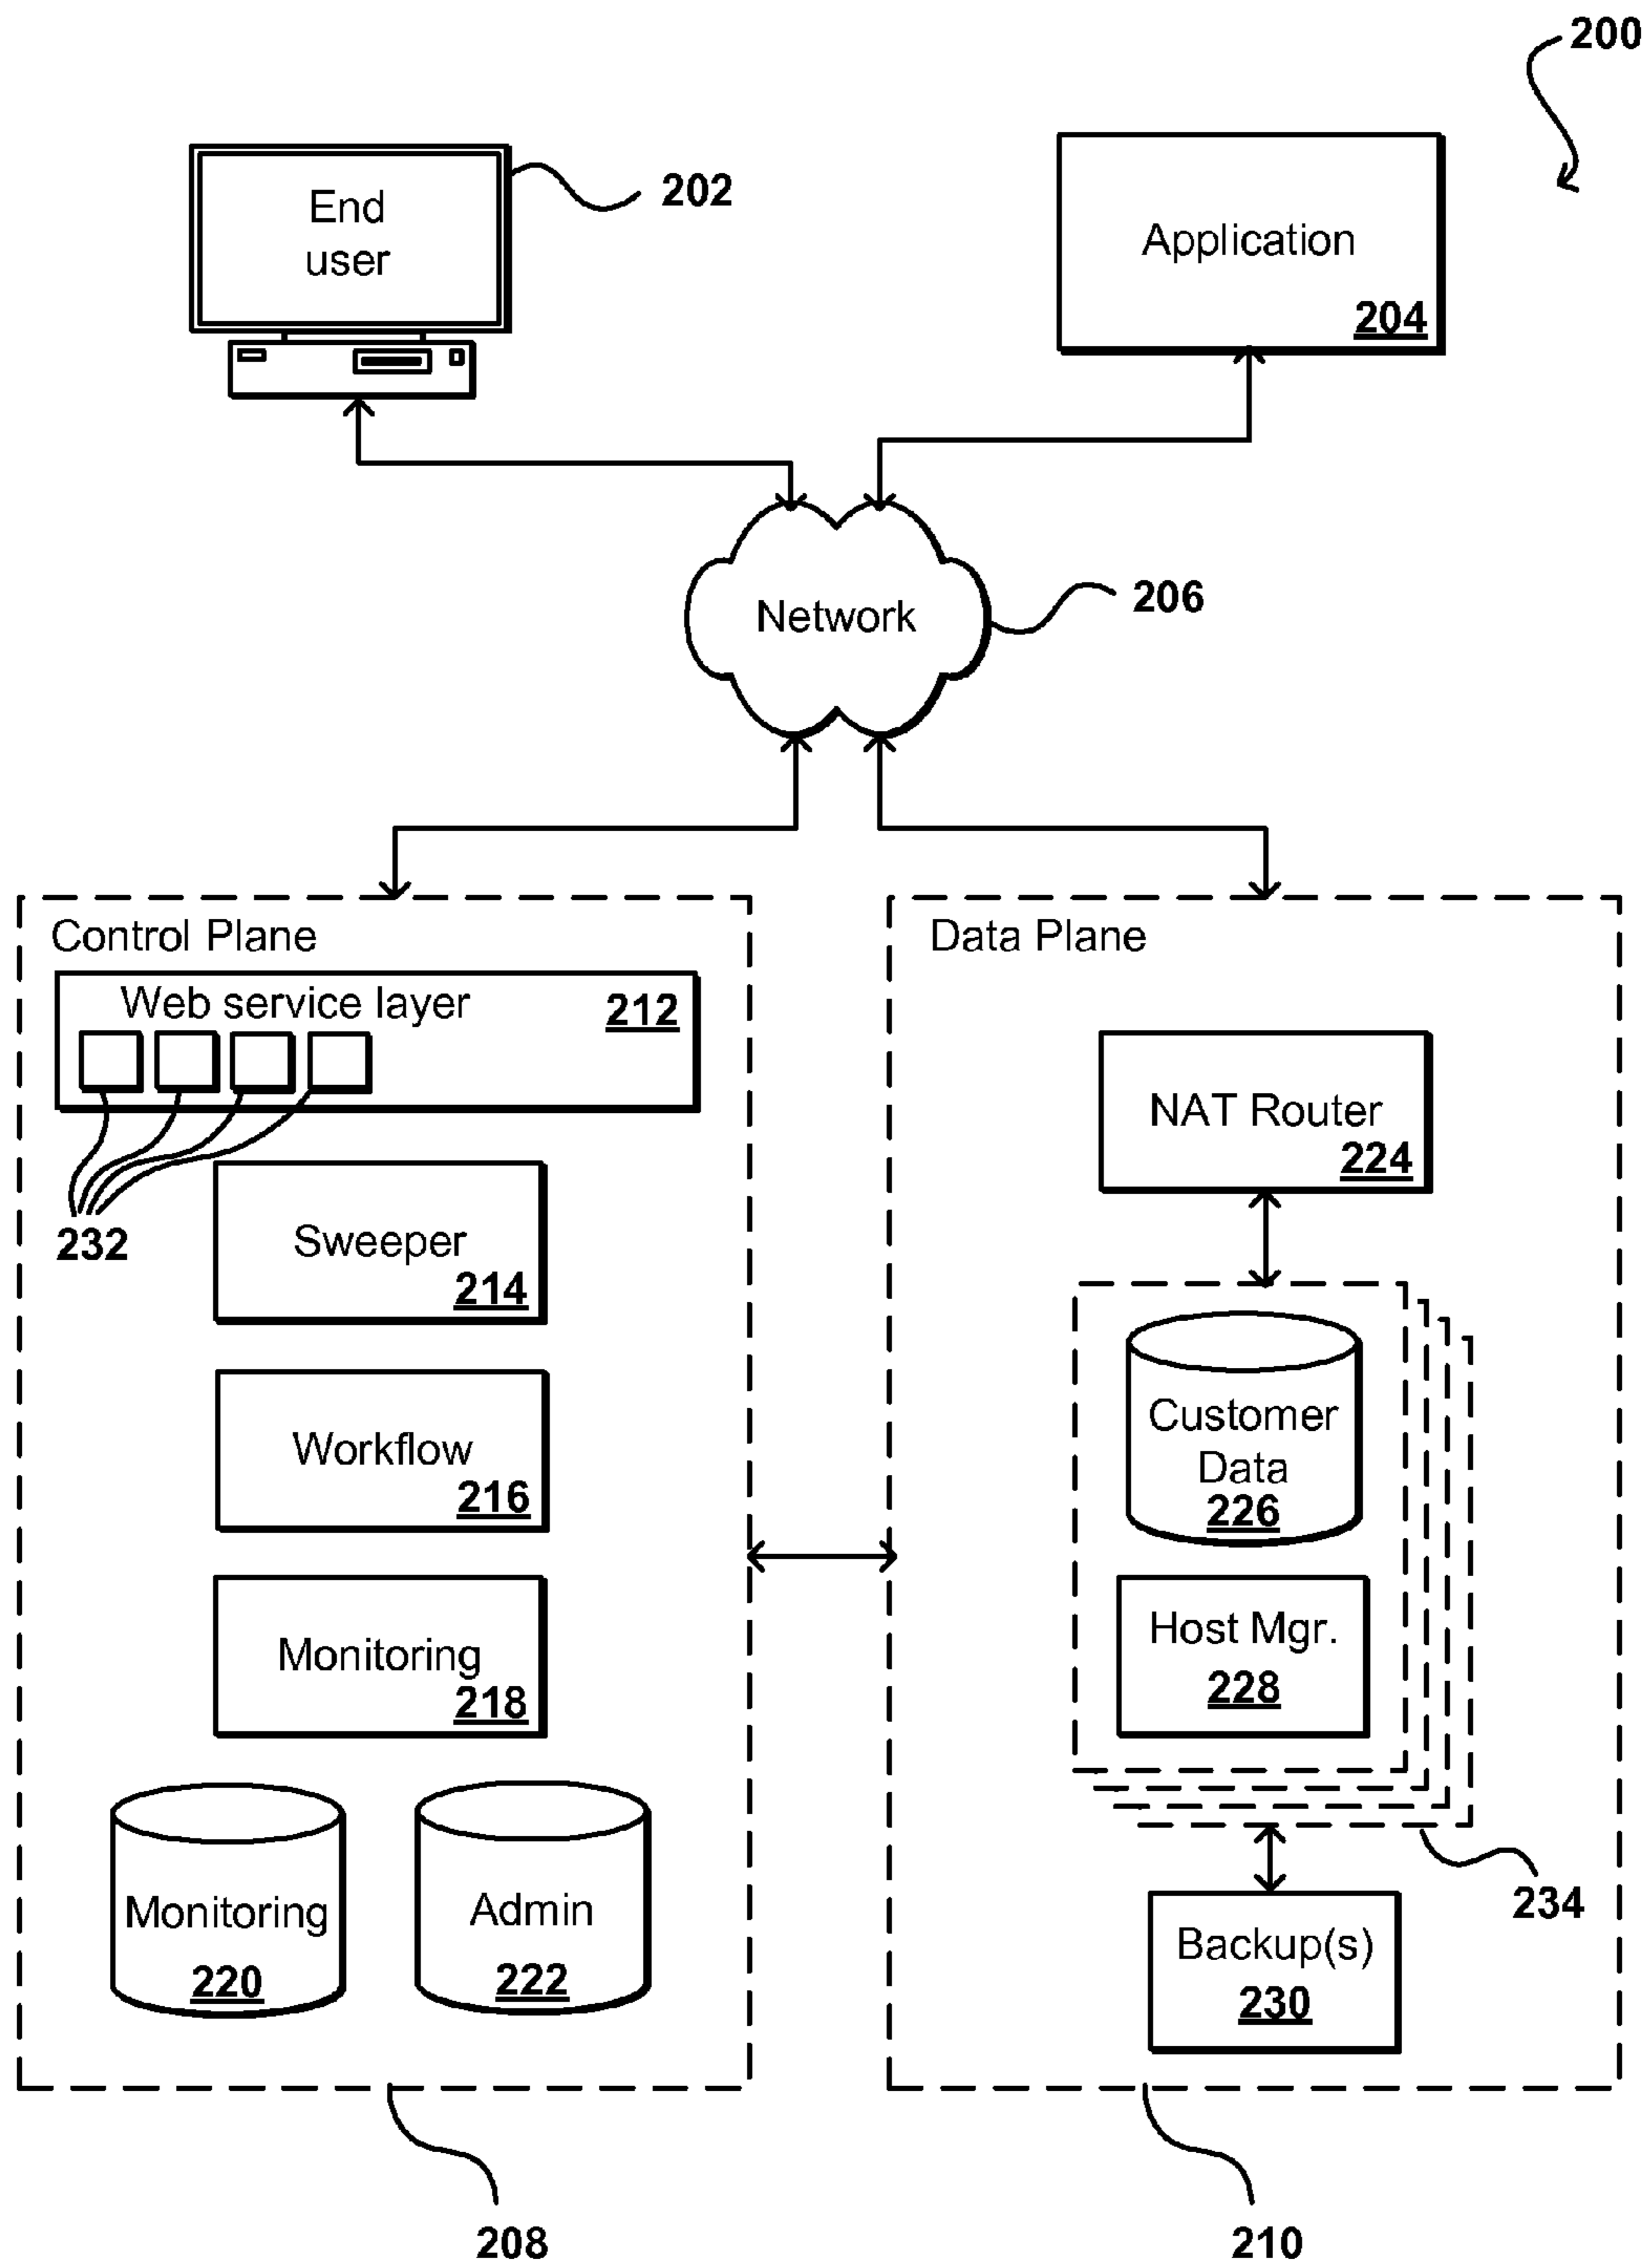 200
End
user
202
Application
204
Network
206
Control Plane
Web service layer
212
232
Sweeper
214
Workflow
216
Monitoring
218
Monitoring
220
Admin
222
208
Data Plane
NAT Router
224
Customer
Data
226
Host Mgr.
228
234
Backup(s)
230
210